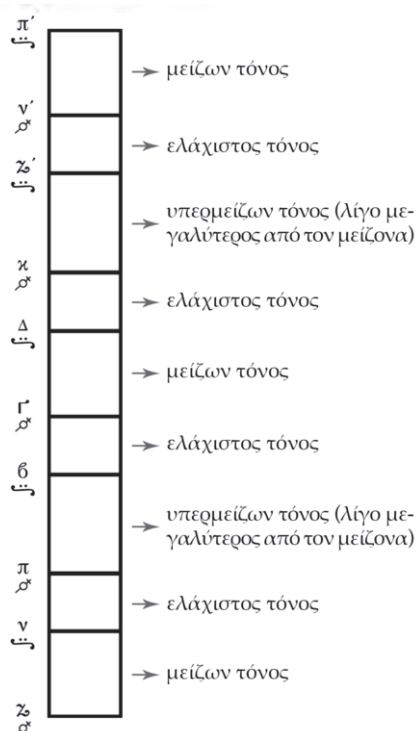 π′
μείζων τόνος
ν′
ελάχιστος τόνος
ϗ′
υπερμείζων τόνος (λίγο με-
γαλύτερος από τον μείζονα)
ϰ
ελάχιστος τόνος
Δ
μείζων τόνος
Γ
ελάχιστος τόνος
ϐ
υπερμείζων τόνος (λίγο με-
γαλύτερος από τον μείζονα)
π
ελάχιστος τόνος
ν
μείζων τόνος
ϗ